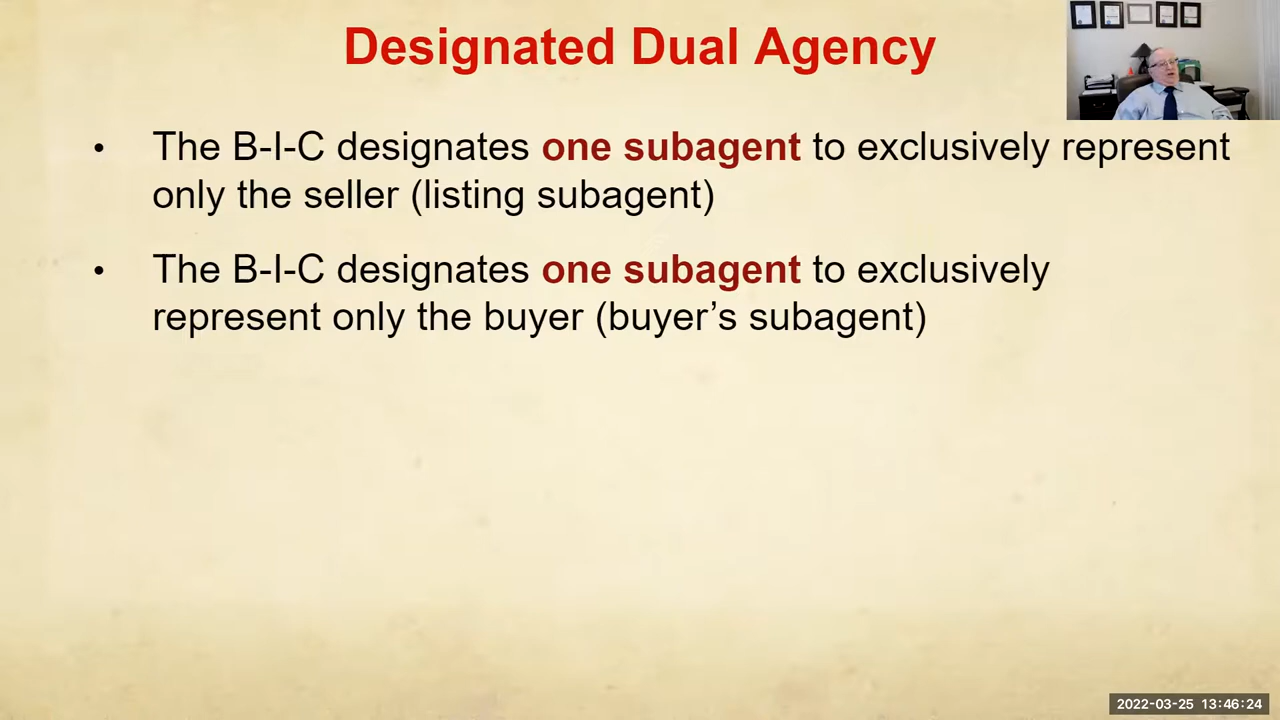 Designated Dual Agency
• The B-I-C designates one subagent to exclusively represent
only the seller (listing subagent)
• The B-I-C designates one subagent to exclusively
represent only the buyer (buyer’s subagent)
2022-03-25 13:46:24